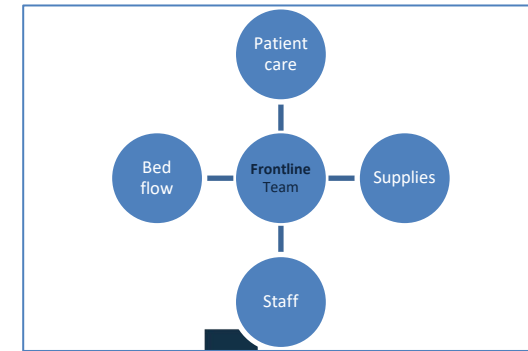 Patient
care
Bed
flow
Frontline
Team
Supplies
Staff